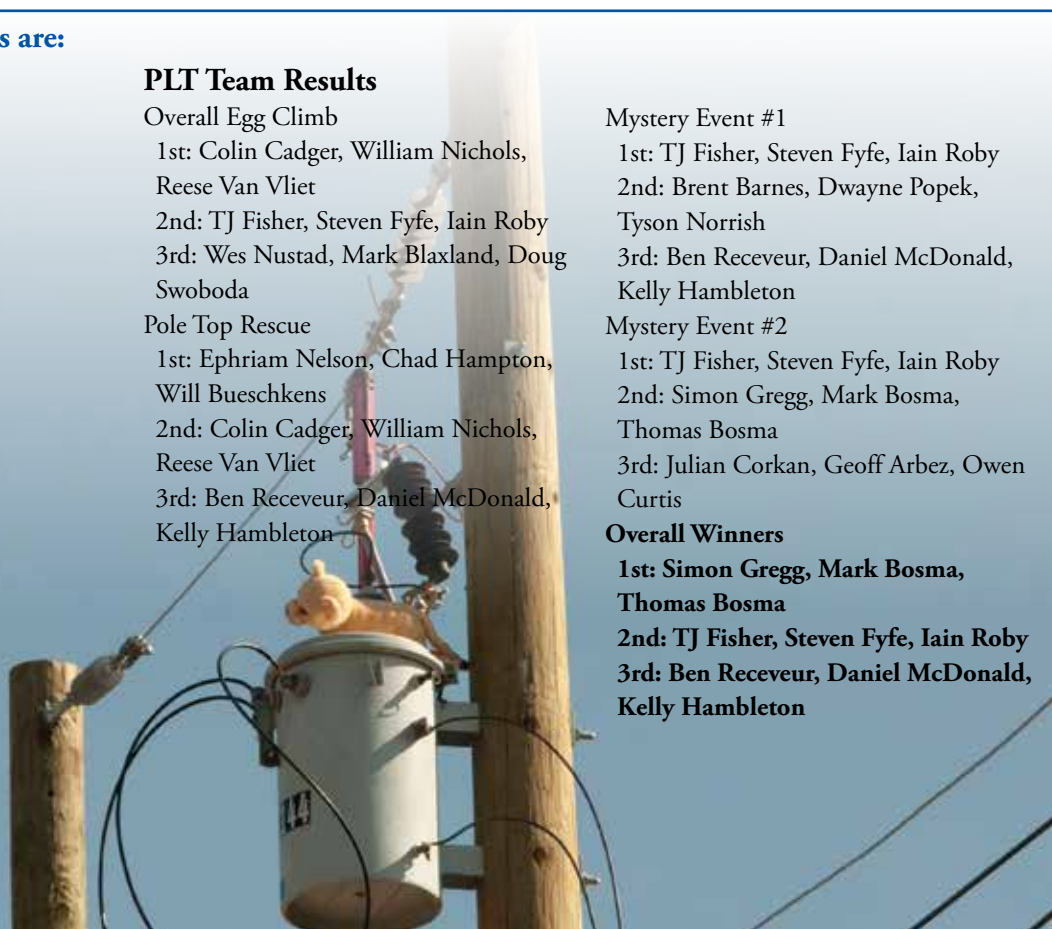 s are:
PLT Team Results
Overall Egg Climb
1st: Colin Cadger, William Nichols,
Reese Van Vliet
2nd: TJ Fisher, Steven Fyfe, Iain Roby
3rd: Wes Nustad, Mark Blaxland, Doug
Swoboda
Pole Top Rescue
1st: Ephriam Nelson, Chad Hampton,
Will Bueschkens
2nd: Colin Cadger, William Nichols,
Reese Van Vliet
3rd: Ben Receveur, Daniel McDonald,
Kelly Hambleton
Mystery Event #1
1st: TJ Fisher, Steven Fyfe, Iain Roby
2nd: Brent Barnes, Dwayne Popek,
Tyson Norrish
3rd: Ben Receveur, Daniel McDonald,
Kelly Hambleton
Mystery Event #2
1st: TJ Fisher, Steven Fyfe, Iain Roby
2nd: Simon Gregg, Mark Bosma,
Thomas Bosma
3rd: Julian Corkan, Geoff Arbez, Owen
Curtis
Overall Winners
1st: Simon Gregg, Mark Bosma,
Thomas Bosma
2nd: TJ Fisher, Steven Fyfe, Iain Roby
3rd: Ben Receveur, Daniel McDonald,
Kelly Hambleton